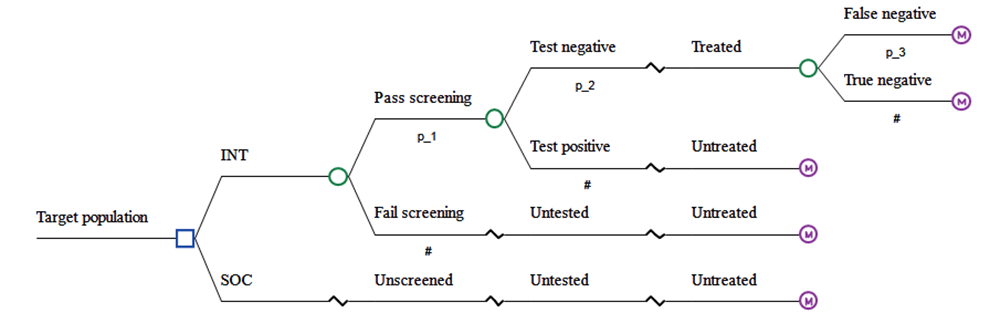 False negative
M
Test negative
Treated
p_3
p_2
True negative
M
Pass screening
#
p_1
INT
Test positive
Untreated
M
#
Target population
Fail screening
Untested
Untreated
M
#
SOC
Unscreened
Untested
Untreated
M